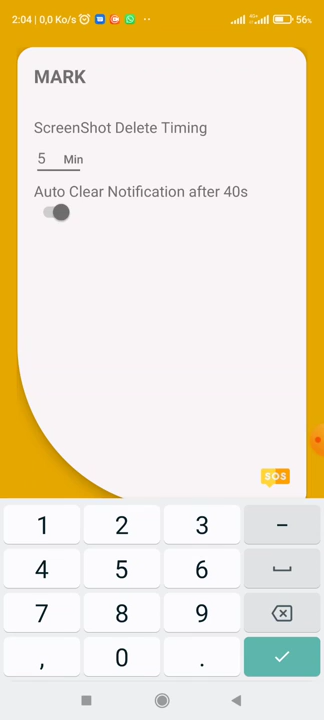 2:04 | 0,0 Ko/s 56%
MARK
ScreenShot Delete Timing
5 Min
Auto Clear Notification after 40s
SOS
1 2 3 -
4 5 6
7 8 9
, 0 .